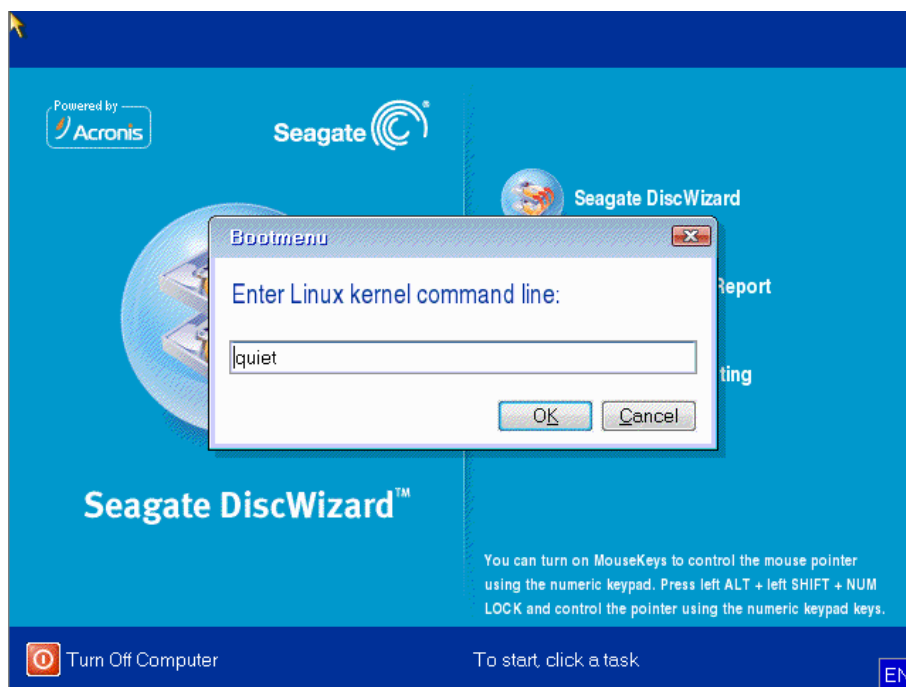 Powered by
Acronis
Seagate
Seagate DiscWizard
Bootmenu
Report
Enter Linux kernel command line:
quiet
ting
OK
Cancel
Seagate DiscWizard™
You can turn on MouseKeys to control the mouse pointer
using the numeric keypad. Press left ALT + left SHIFT + NUM
LOCK and control the pointer using the numeric keypad keys.
Turn Off Computer
To start, click a task
EN